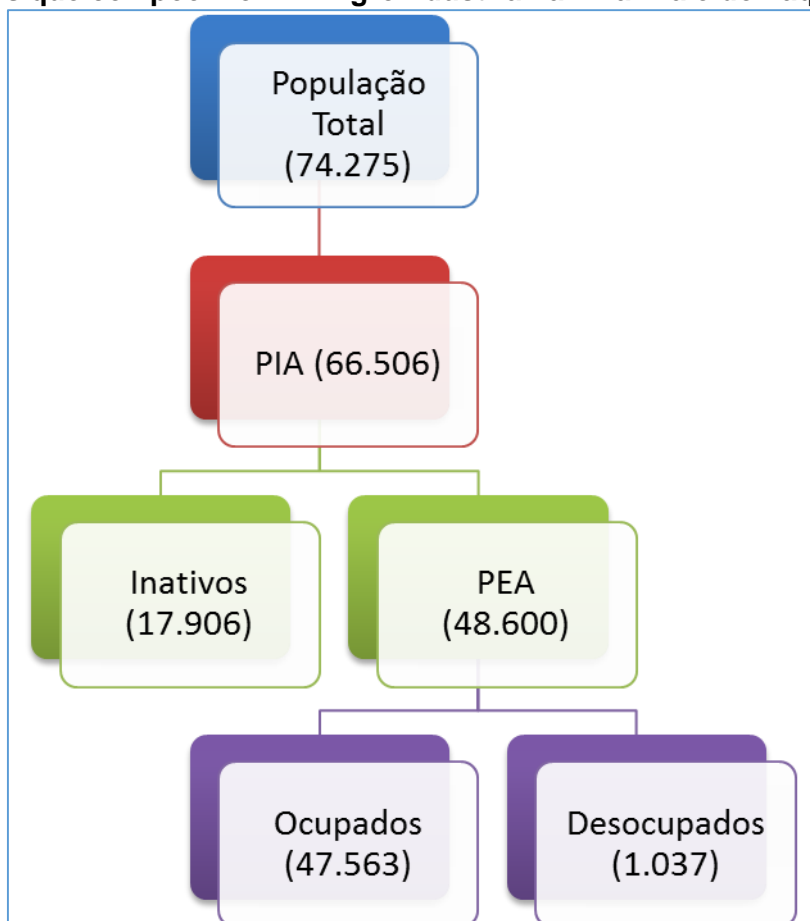 População
Total
(74.275)
PIA (66.506)
Inativos
(17.906)
PEA
(48.600)
Ocupados
(47.563)
Desocupados
(1.037)